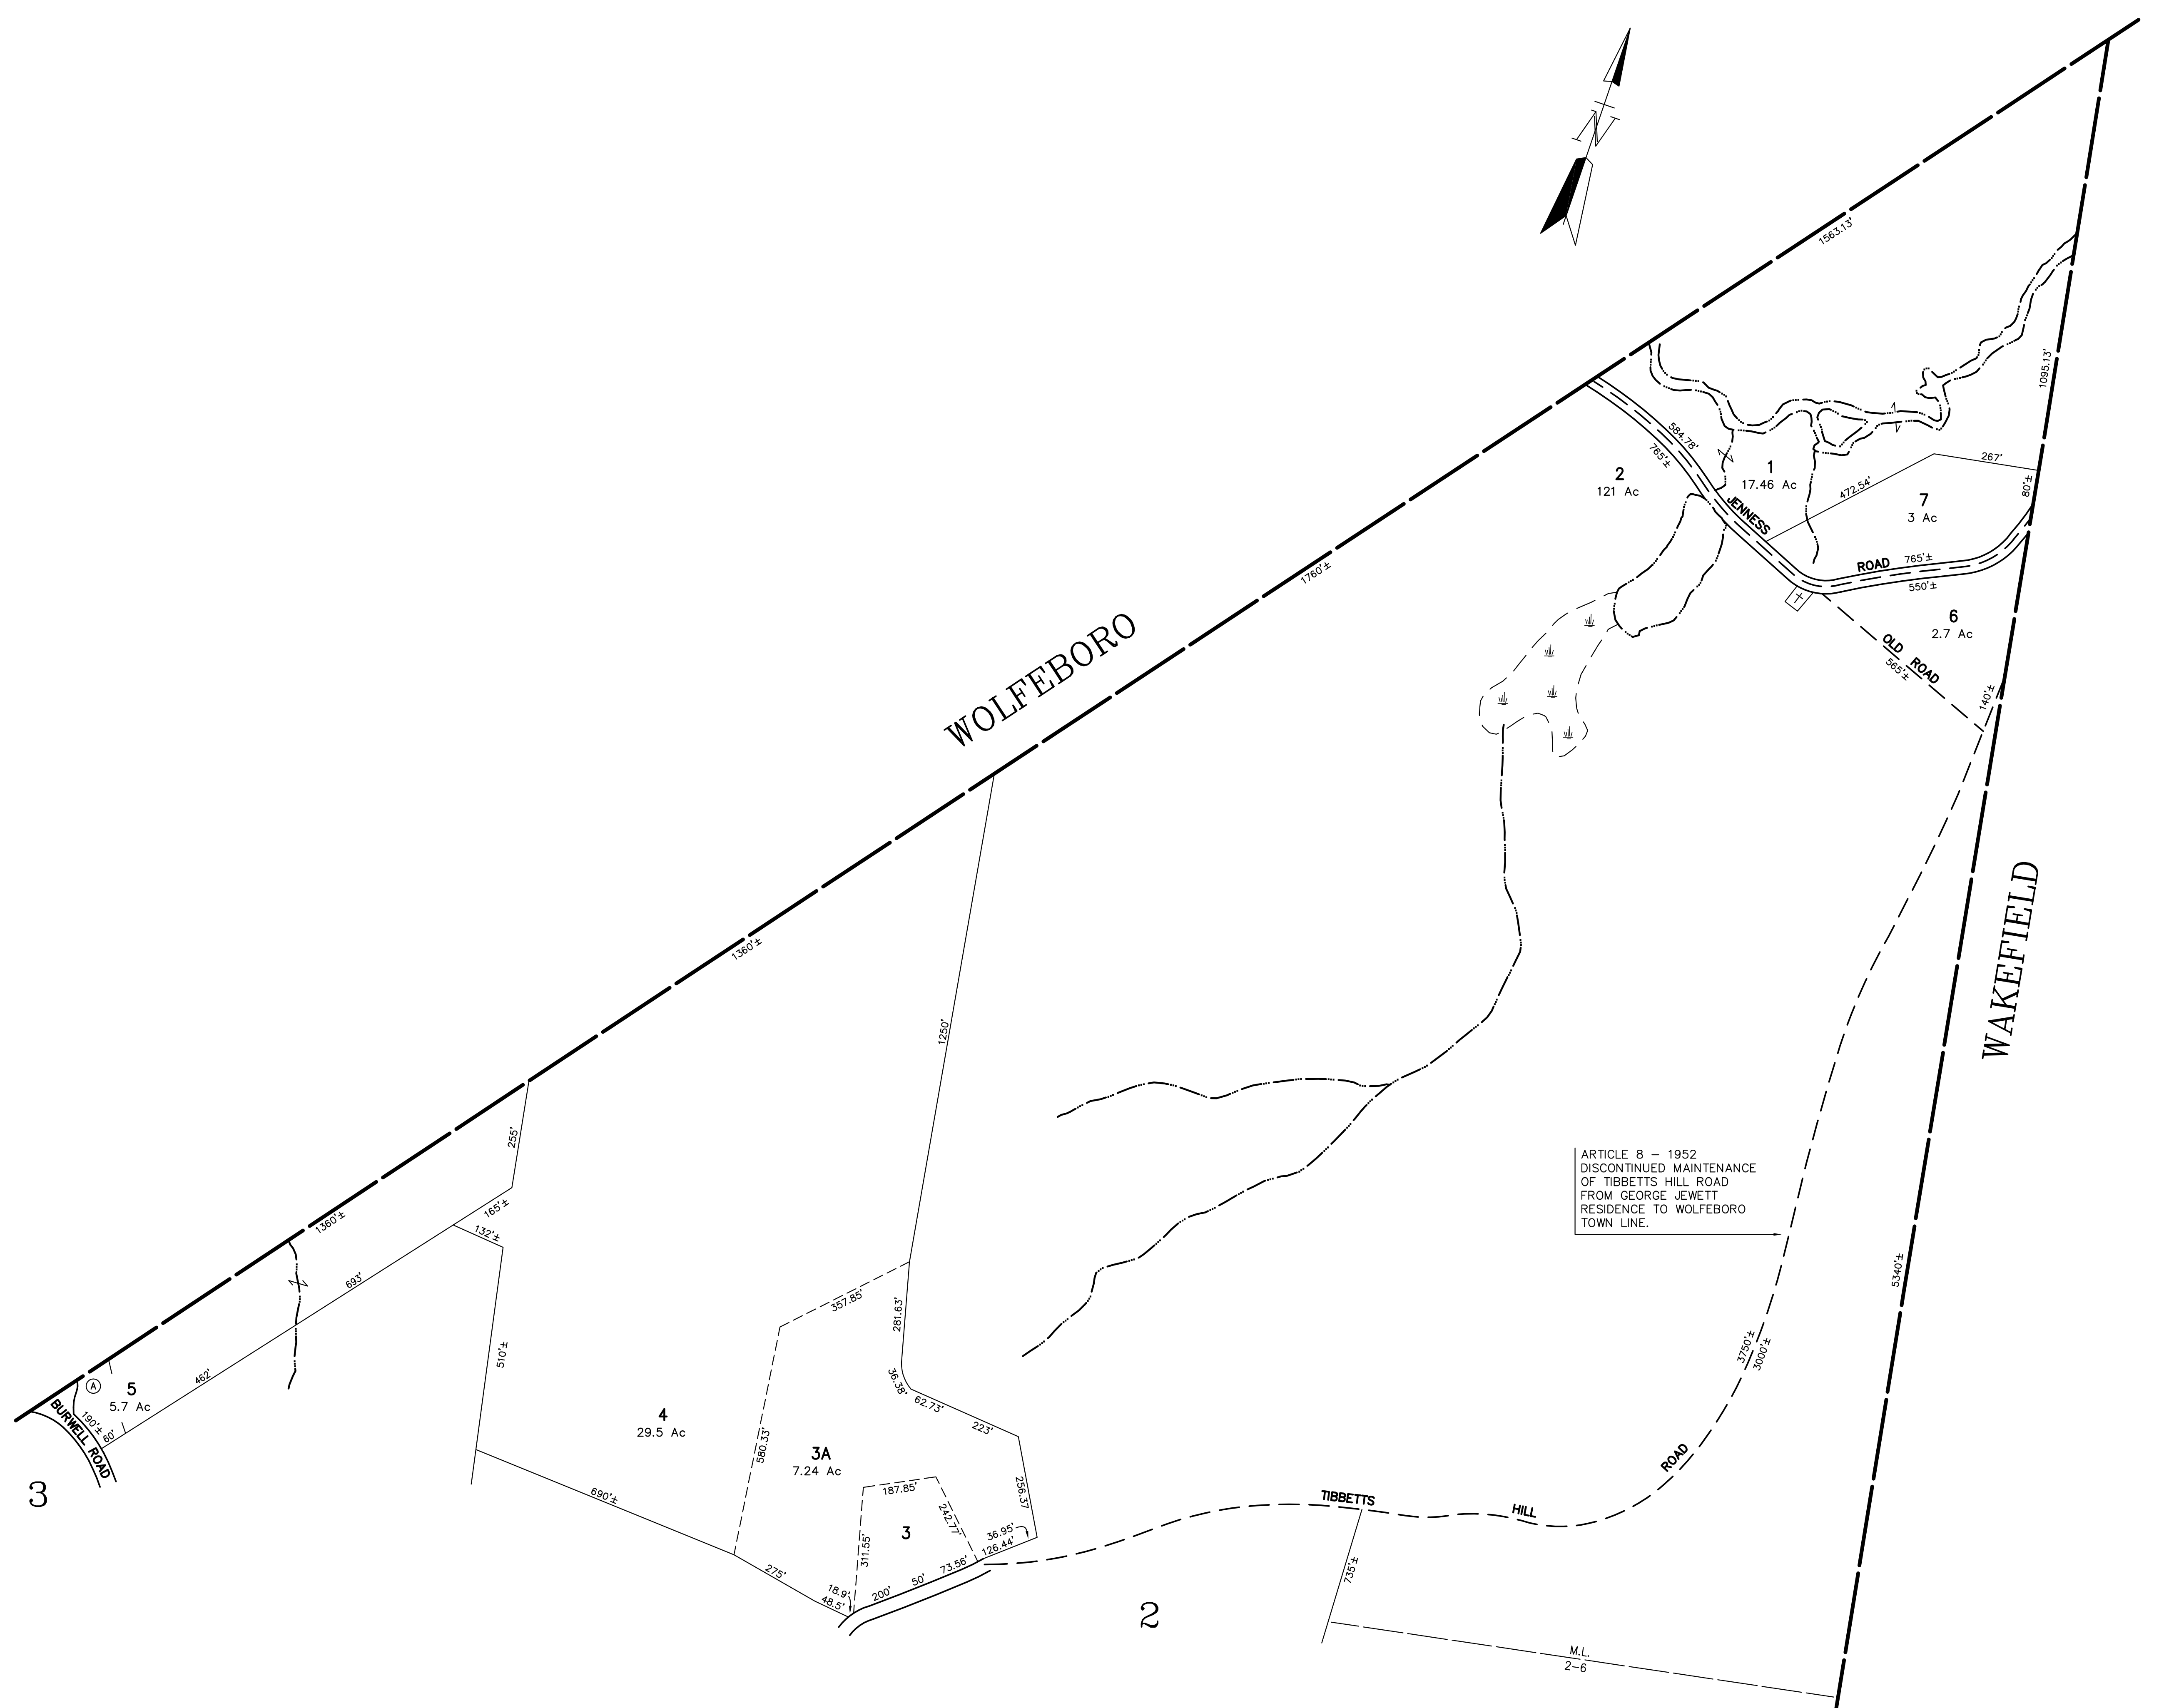 N
1563.13'
1095.13'
584.78'
765'±
2
121 Ac
1
17.46 Ac
267'
472.54'
80'±
7
3 Ac
JENNESS
ROAD
765'±
550'±
6
2.7 Ac
OLD ROAD
565'±
140'±
1760'±
WOLFEBORO
WAKEFIELD
1360'±
1250'
255'
165'±
132'±
1360'±
693'
510'±
462'
A
5
5.7 Ac
190'±
60'
BURWELL ROAD
3
ARTICLE 8 – 1952
DISCONTINUED MAINTENANCE
OF TIBBETTS HILL ROAD
FROM GEORGE JEWETT
RESIDENCE TO WOLFEBORO
TOWN LINE.
5340'±
3750'±
3000'±
357.85'
281.63'
36.38'
62.73'
223'
256.37
4
29.5 Ac
580.33'
3A
7.24 Ac
187.85'
242.77'
3
311.55'
36.95'
126.44'
73.56'
50'
200'
18.9'
48.5'
275'
690'±
TIBBETTS
HILL
ROAD
735'±
2
M.L.
2-6